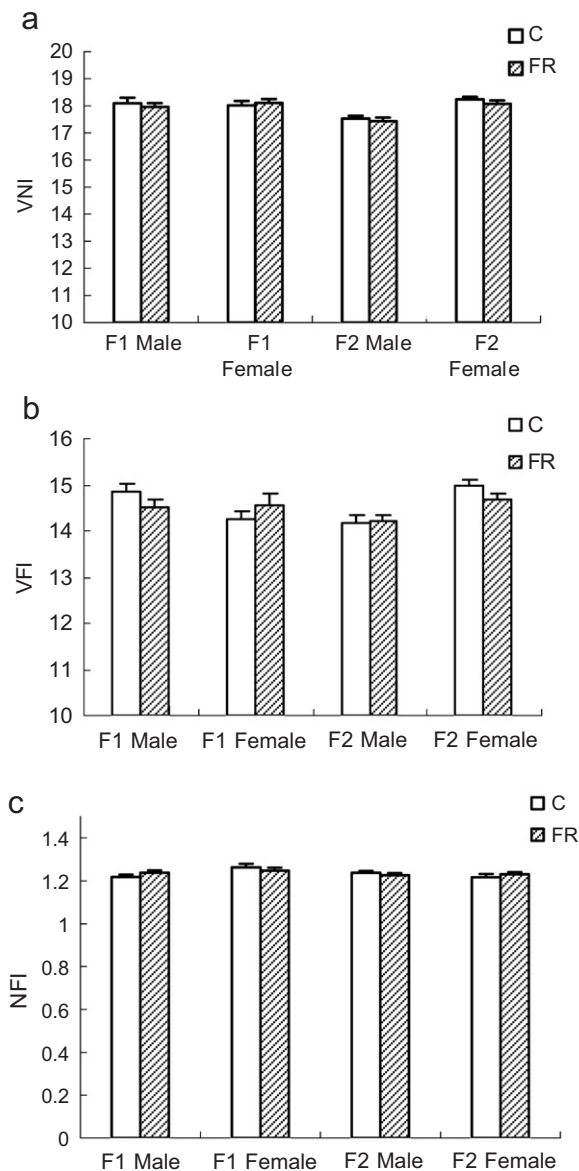 a
C
FR
20
19
18
17
16
15
14
13
12
11
10
VNI
F1 Male
F1
Female
F2 Male
F2
Female
b
C
FR
16
15
14
13
12
11
10
VFI
F1 Male
F1 Female
F2 Male
F2 Female
c
C
FR
1.4
1.2
1
0.8
0.6
0.4
0.2
0
NFI
F1 Male
F1 Female
F2 Male
F2 Female